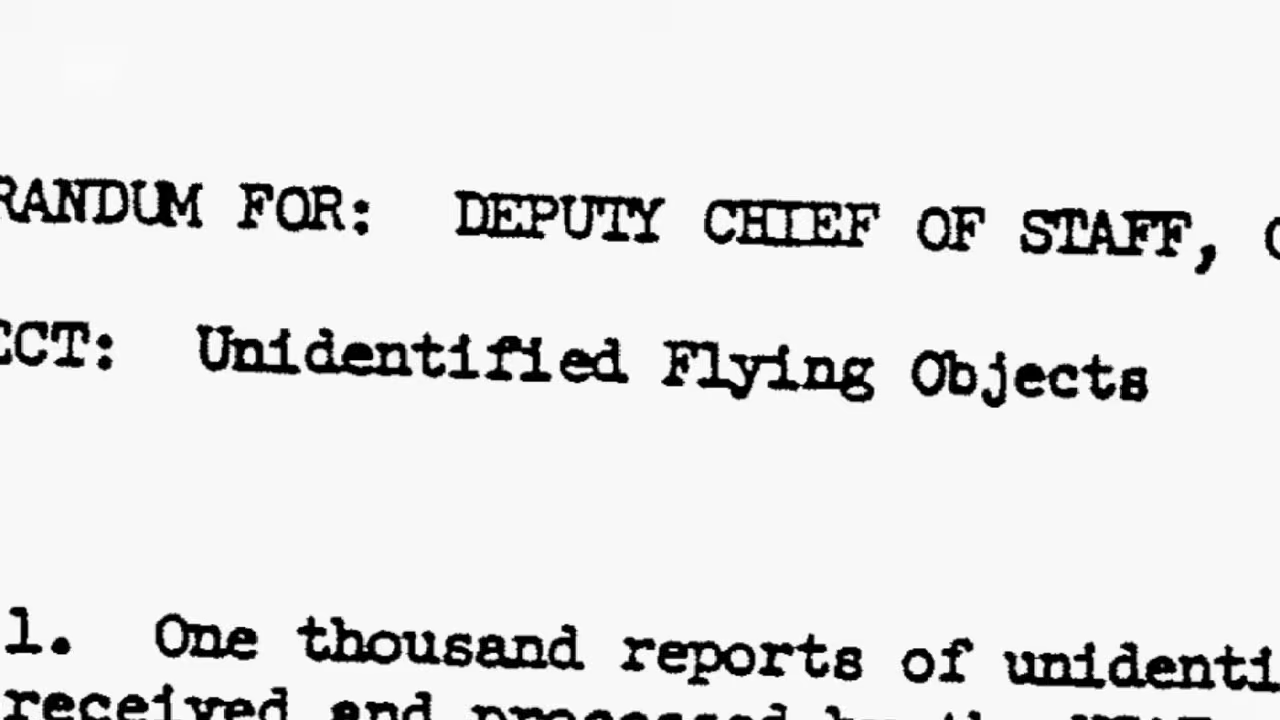 RANDUM FOR: DEPUTY CHIEF OF STAFF,
ECT: Unidentified Flying Objects
1. One thousand reports of unidenti
received and processed by the